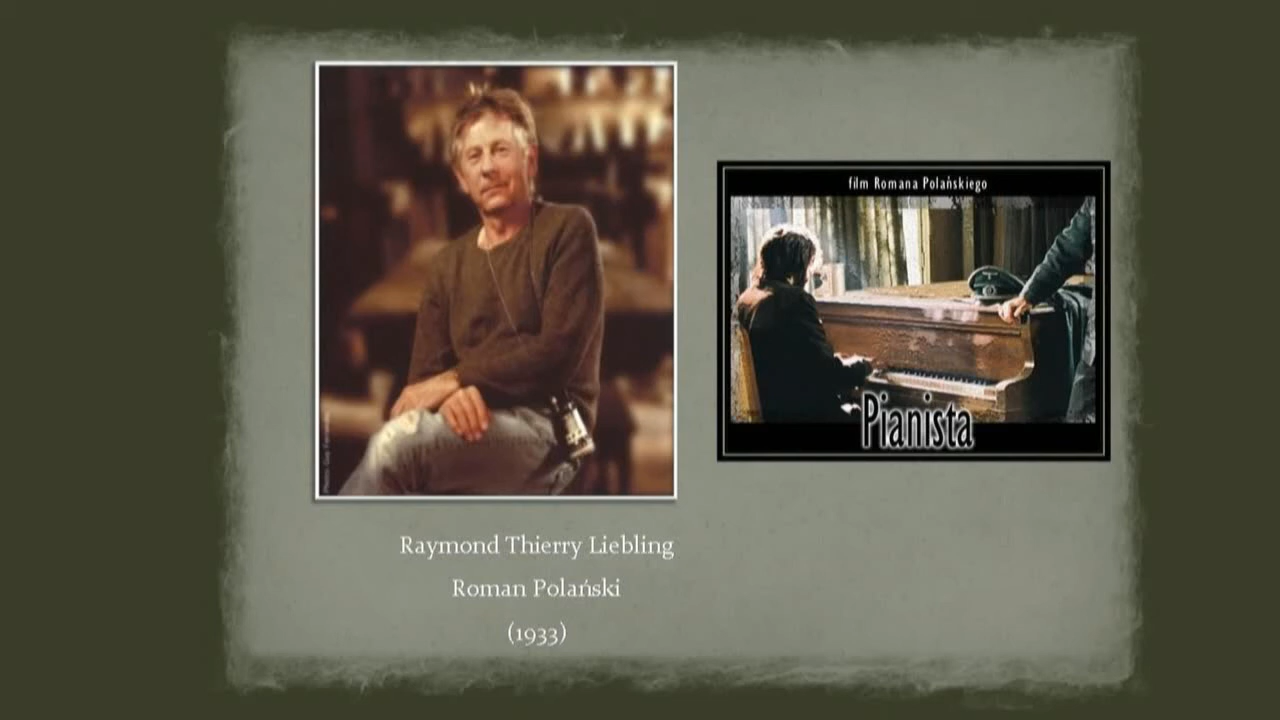 film Romana Polańskiego
Pianista
Raymond Thierry Liebling
Roman Polański
(1933)